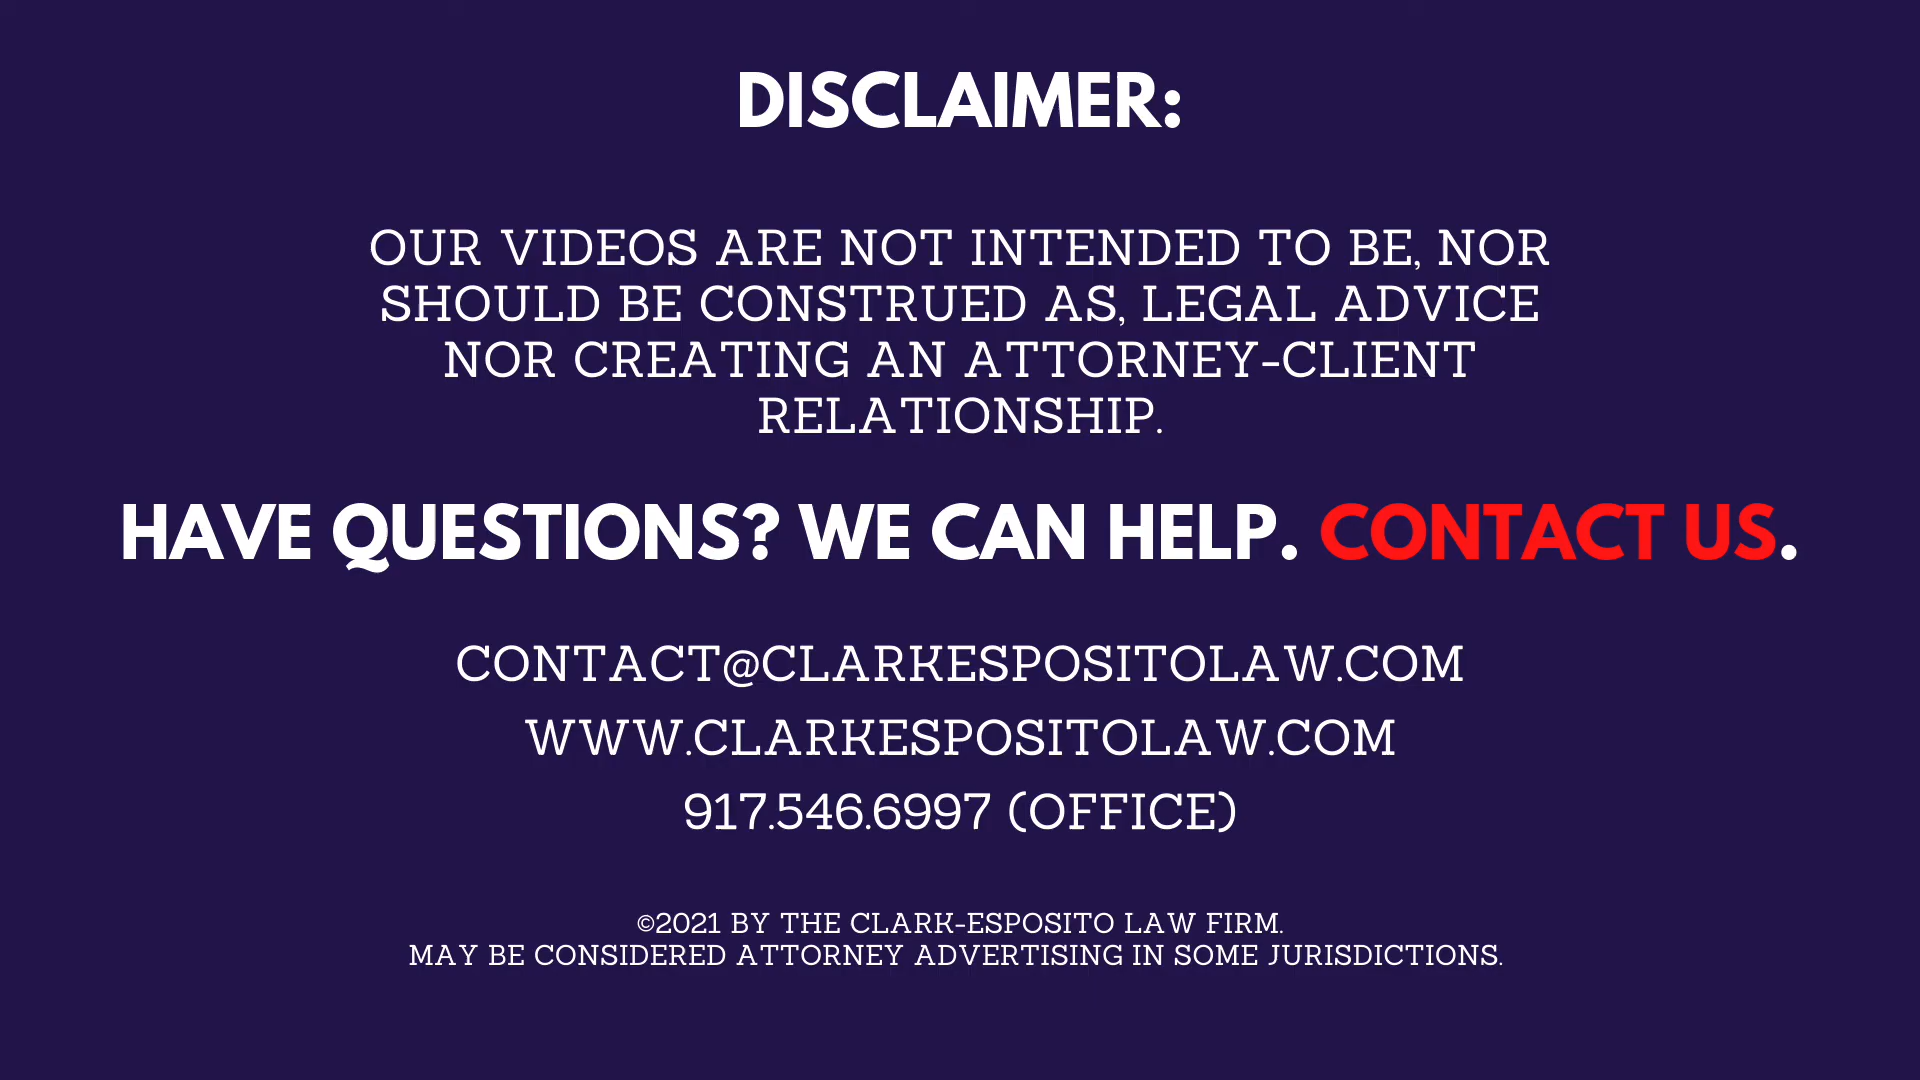 DISCLAIMER:
OUR VIDEOS ARE NOT INTENDED TO BE, NOR
SHOULD BE CONSTRUED AS, LEGAL ADVICE
NOR CREATING AN ATTORNEY-CLIENT
RELATIONSHIP.
HAVE QUESTIONS? WE CAN HELP. CONTACT US.
CONTACT@CLARKESPOSITOLAW.COM
WWW.CLARKESPOSITOLAW.COM
917.546.6997 (OFFICE)
©2021 BY THE CLARK-ESPOSITO LAW FIRM.
MAY BE CONSIDERED ATTORNEY ADVERTISING IN SOME JURISDICTIONS.